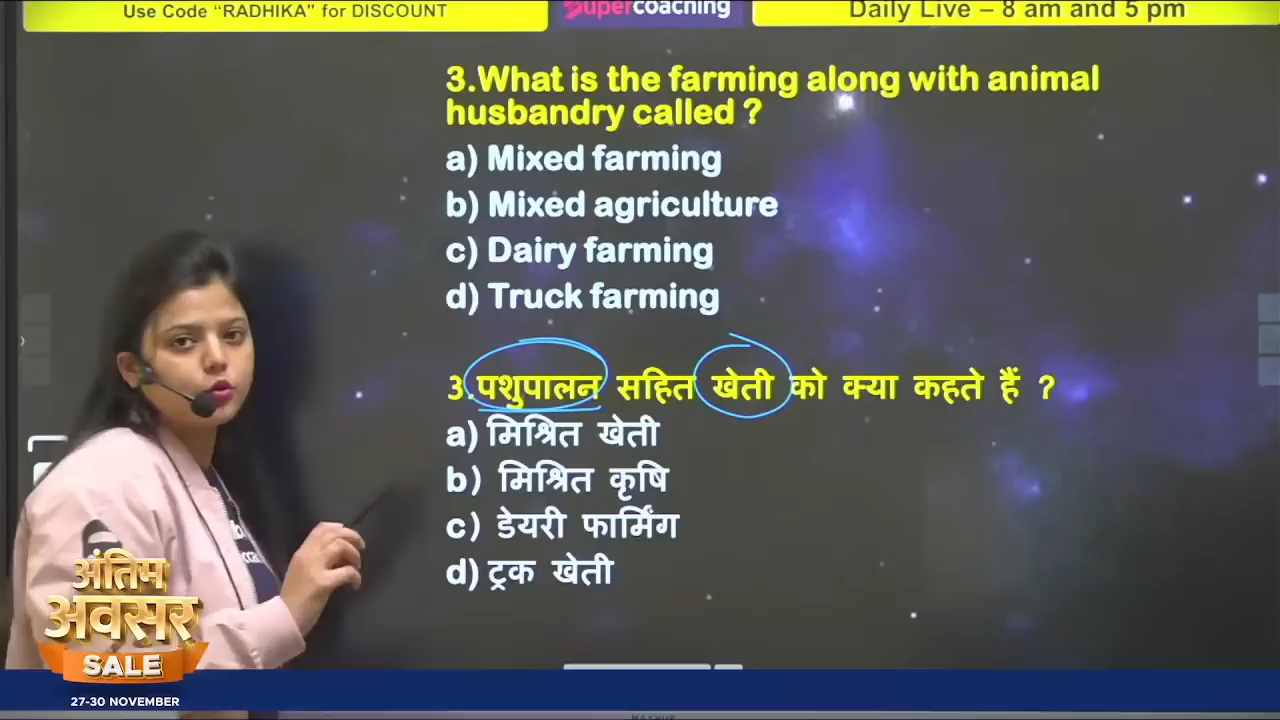 Use Code “RADHIKA” for DISCOUNT
Supercoaching
Daily Live – 8 am and 5 pm
3.What is the farming along with animal
husbandry called ?
a) Mixed farming
b) Mixed agriculture
c) Dairy farming
d) Truck farming
3.पशुपालन सहित खेती को क्या कहते हैं ?
a) मिश्रित खेती
b) मिश्रित कृषि
c) डेयरी फार्मिंग
d) ट्रक खेती
अंतिम
अवसर
SALE
27-30 NOVEMBER